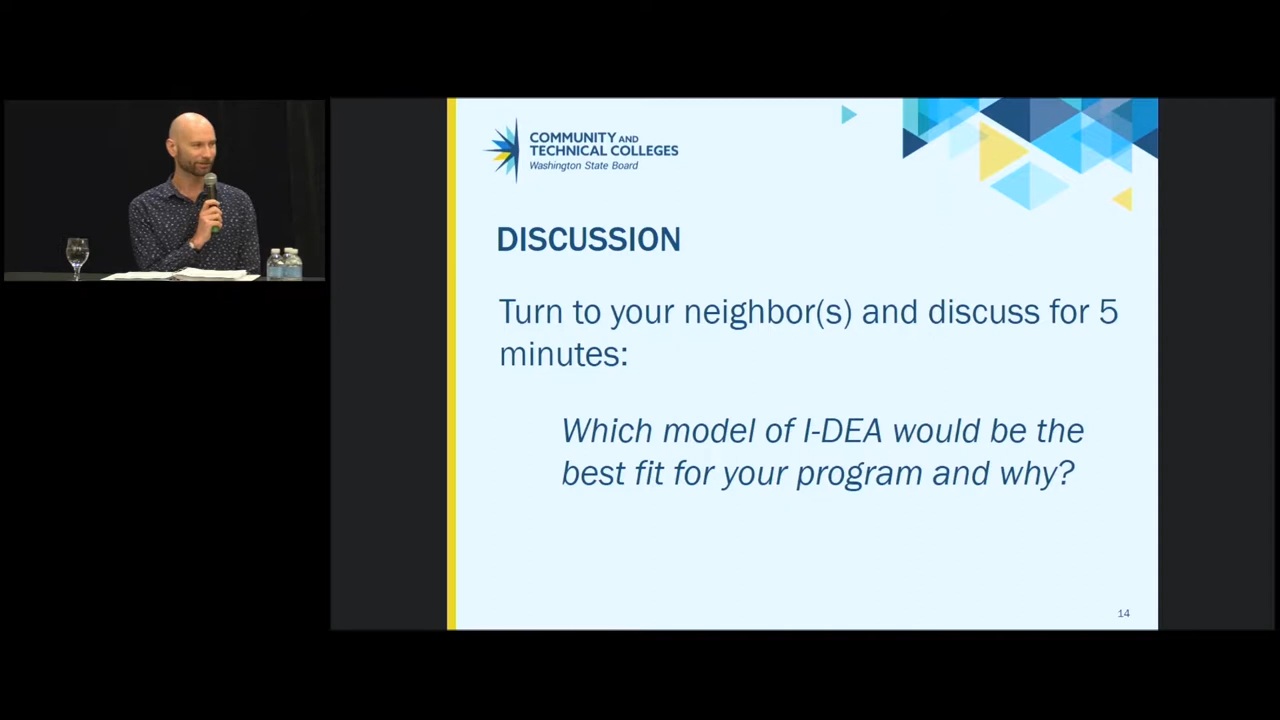 COMMUNITY AND
TECHNICAL COLLEGES
Washington State Board
DISCUSSION
Turn to your neighbor(s) and discuss for 5
minutes:
Which model of I-DEA would be the
best fit for your program and why?
14